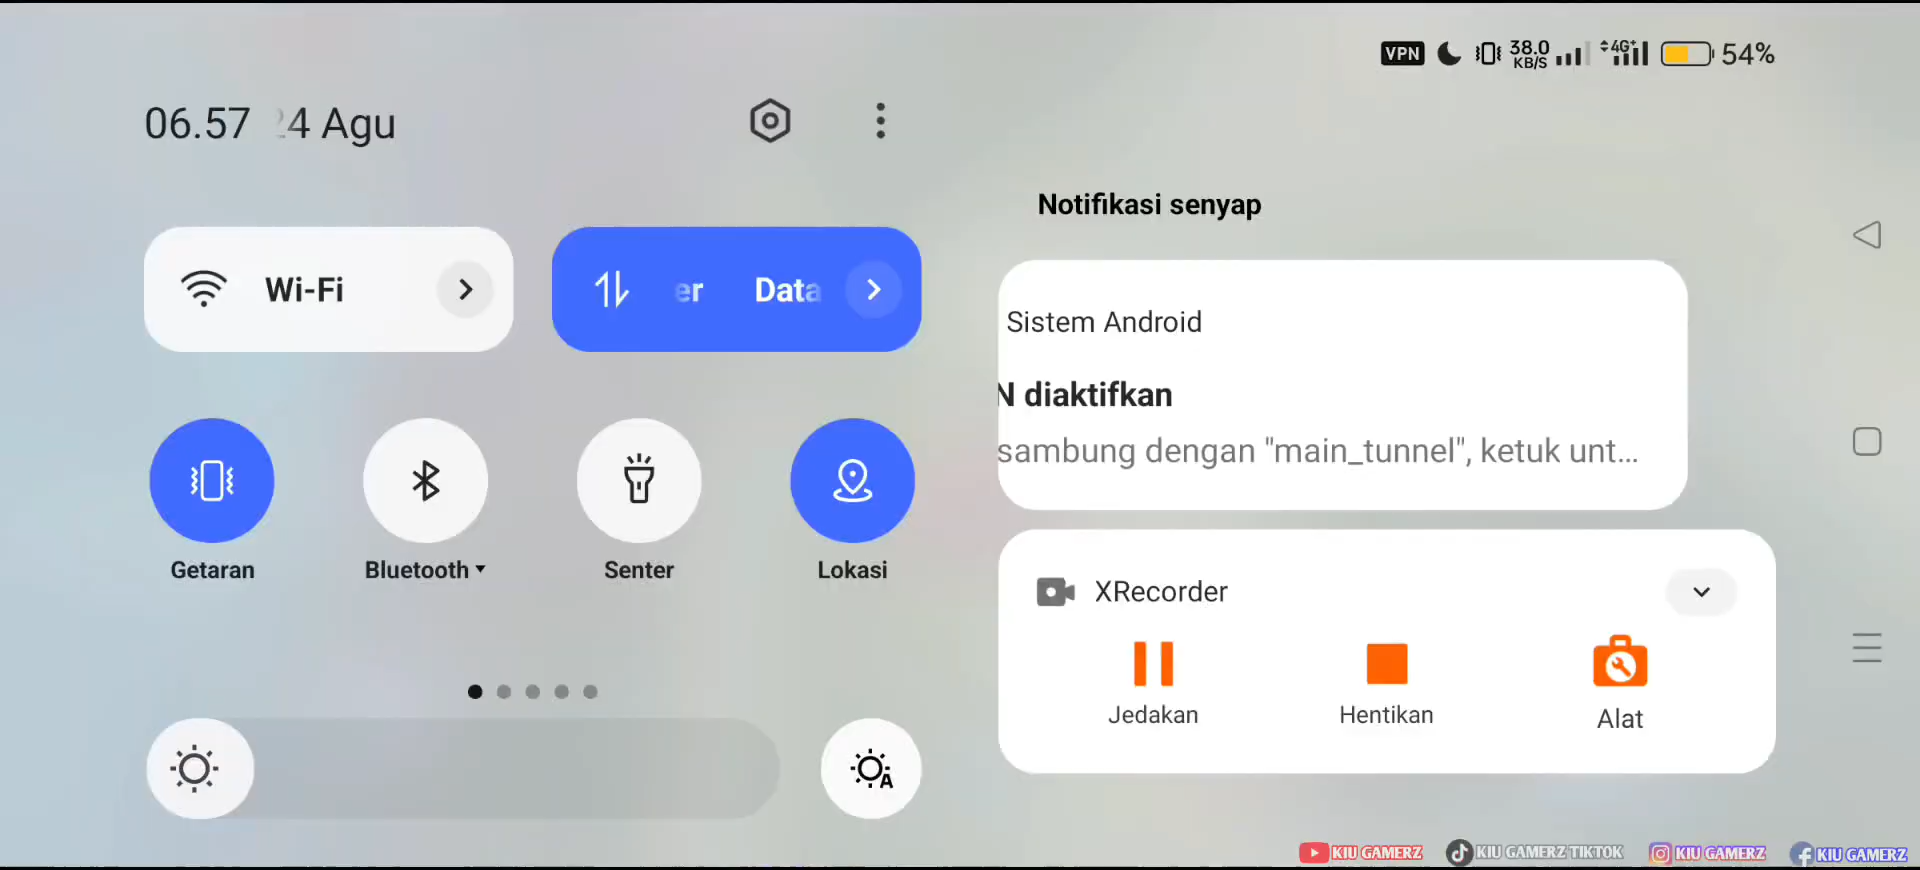 VPN 38.0 KB/S 4G+ 54%
06.57 24 Agu
Notifikasi senyap
Wi-Fi
er Data
Sistem Android
N diaktifkan
sambung dengan "main_tunnel", ketuk unt...
Getaran
Bluetooth
Senter
Lokasi
XRecorder
Jedakan
Hentikan
Alat
A
KIU GAMERZ
KIU GAMERZ TIKTOK
KIU GAMERZ
KIU GAMERZ